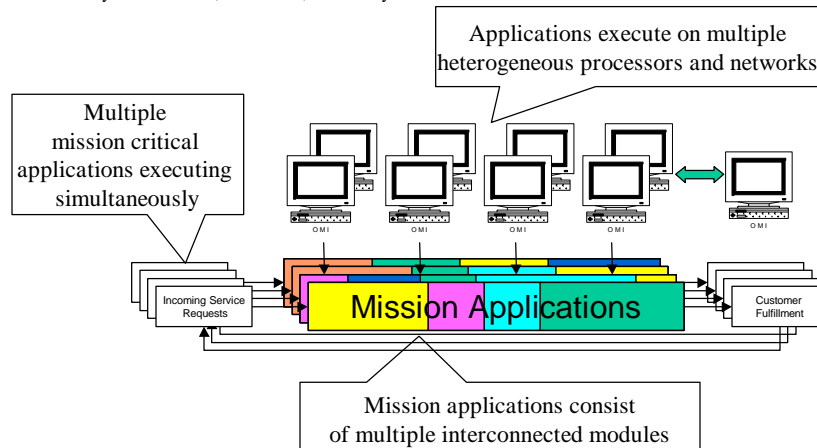 Applications execute on multiple
heterogeneous processors and networks
Multiple
mission critical
applications executing
simultaneously
OMI
OMI
OMI
OMI
OMI
Incoming Service
Requests
Mission Applications
Customer
Fulfillment
Mission applications consist
of multiple interconnected modules